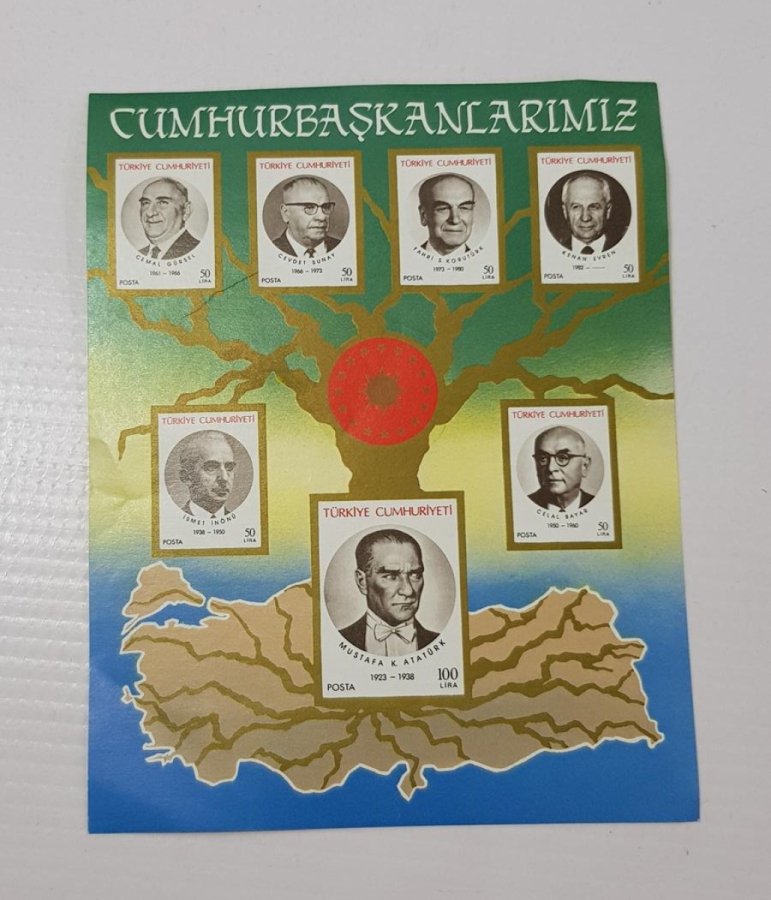 CUMHURBAŞKANLARIMIZ
TÜRKİYE CUMHURİYETİ
CEMAL GÜRSEL
1961 - 1966
POSTA
50
LİRA
TÜRKİYE CUMHURİYETİ
CEVDET SUNAY
1966 - 1973
POSTA
50
LİRA
TÜRKİYE CUMHURİYETİ
FAHRİ S. KORUTÜRK
1973 - 1980
POSTA
50
LİRA
TÜRKİYE CUMHURİYETİ
KENAN EVREN
1982 - ----
POSTA
50
LİRA
TÜRKİYE CUMHURİYETİ
İSMET İNÖNÜ
1938 - 1950
POSTA
50
LİRA
TÜRKİYE CUMHURİYETİ
CELAL BAYAR
1950 - 1960
POSTA
50
LİRA
TÜRKİYE CUMHURİYETİ
MUSTAFA K. ATATÜRK
1923 - 1938
POSTA
100
LİRA